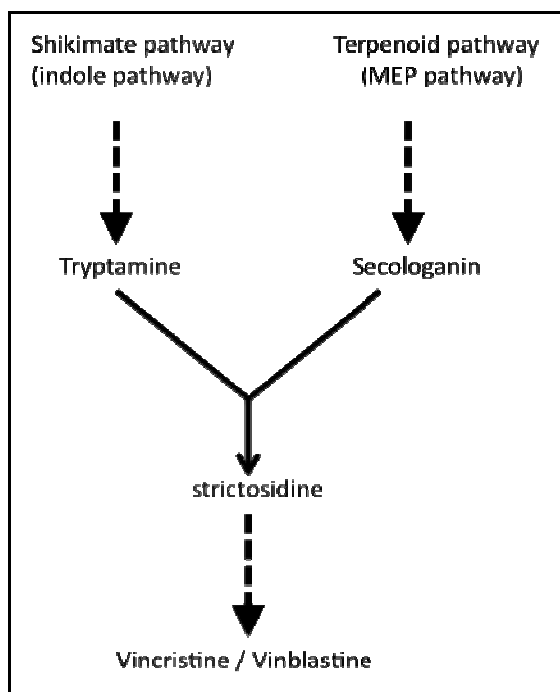 Shikimate pathway
(indole pathway)
Terpenoid pathway
(MEP pathway)
Tryptamine
Secologanin
strictosidine
Vincristine / Vinblastine